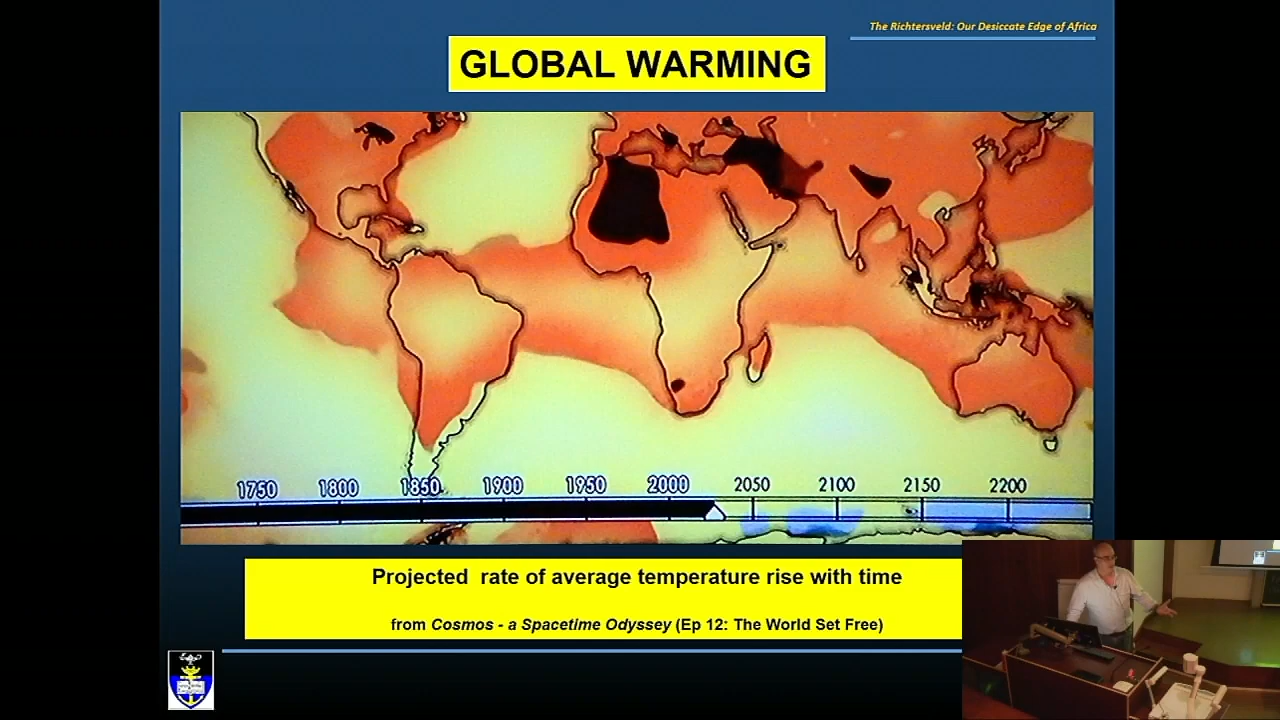 The Richtersveld: Our Desiccate Edge of Africa
GLOBAL WARMING
1750 1800 1850 1900 1950 2000 2050 2100 2150 2200
Projected rate of average temperature rise with time
from Cosmos - a Spacetime Odyssey (Ep 12: The World Set Free)